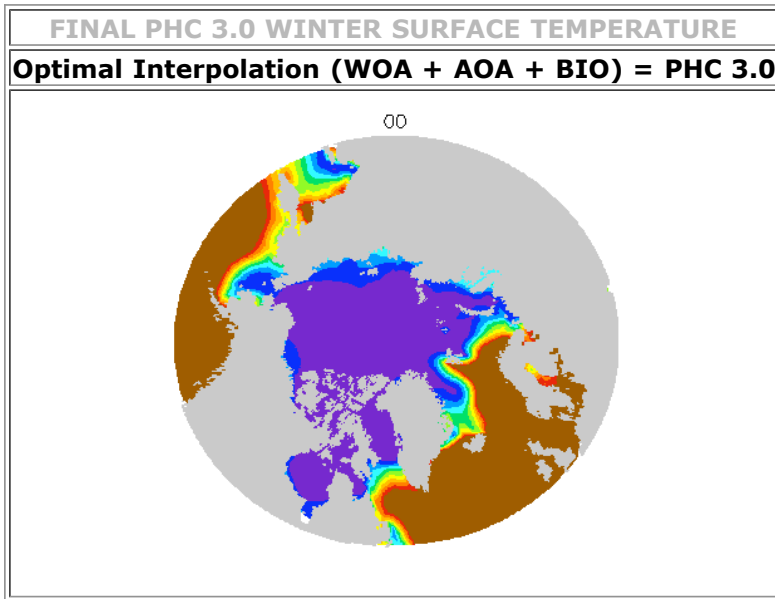 FINAL PHC 3.0 WINTER SURFACE TEMPERATURE
Optimal Interpolation (WOA + AOA + BIO) = PHC 3.0
00